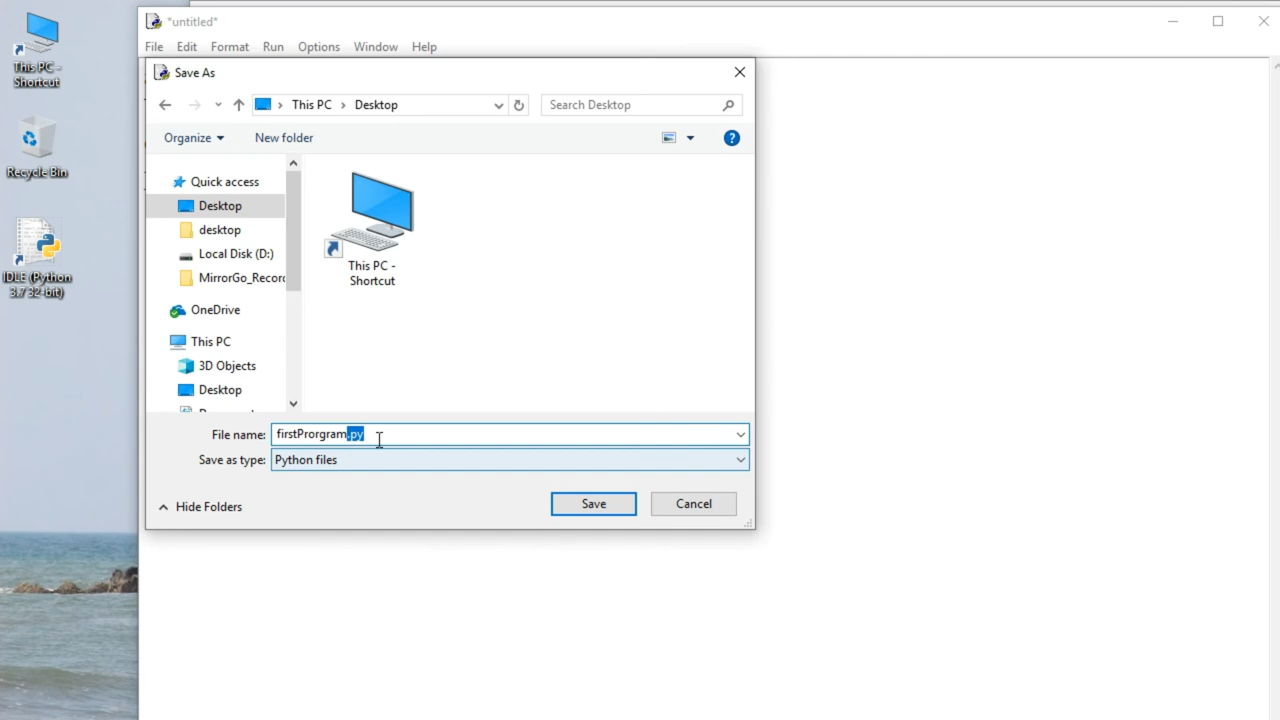 This PC -
Shortcut
Recycle Bin
IDLE (Python
3.7 32-bit)
*untitled*
File Edit Format Run Options Window Help
Save As
This PC Desktop
Search Desktop
Organize New folder
Quick access
Desktop
desktop
Local Disk (D:)
MirrorGo_Record
OneDrive
This PC
3D Objects
Desktop
This PC -
Shortcut
File name: firstProrgram.py
Save as type: Python files
Hide Folders
Save
Cancel